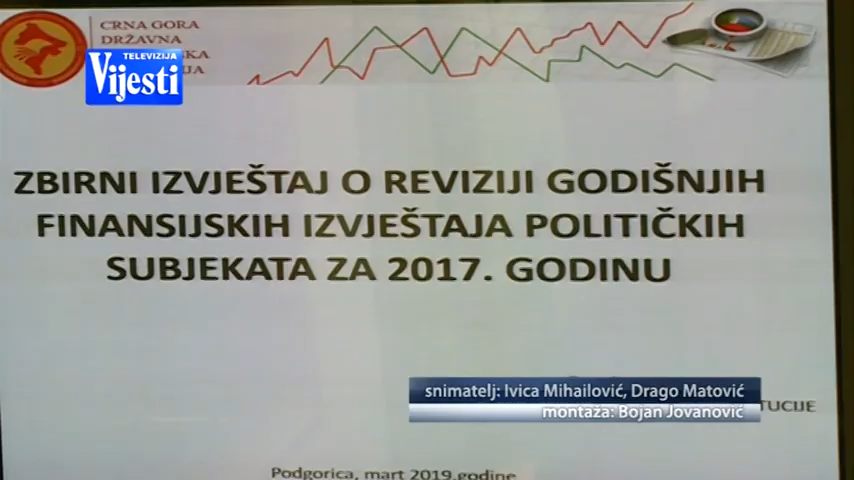 CRNA GORA
DRŽAVNA
TELEVIZIJA
Vijesti
ZBIRNI IZVJEŠTAJ O REVIZIJI GODIŠNJIH
FINANSIJSKIH IZVJEŠTAJA POLITIČKIH
SUBJEKATA ZA 2017. GODINU
snimatelj: Ivica Mihailović, Drago Matović
montaža: Bojan Jovanović
TUCIJE
Podgorica, mart 2019.godine